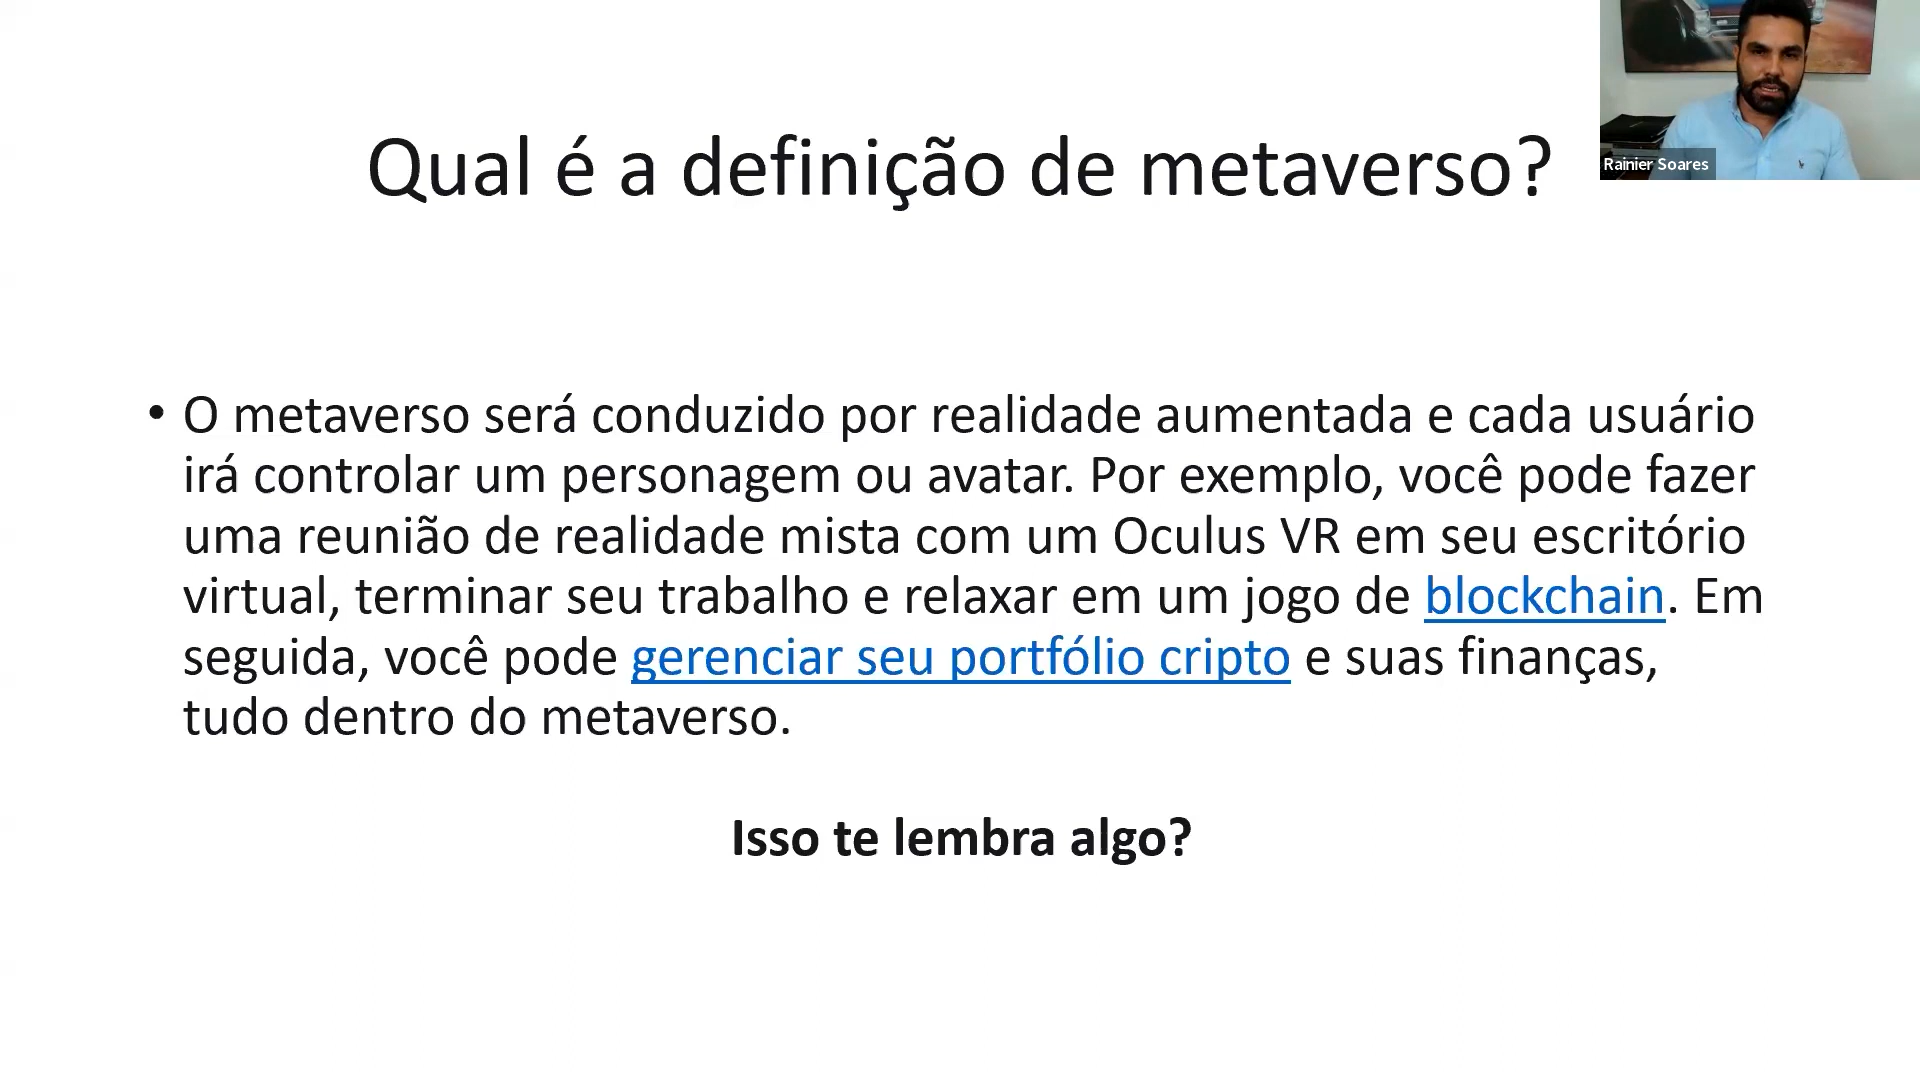 Qual é a definição de metaverso?
Rainier Soares
• O metaverso será conduzido por realidade aumentada e cada usuário
irá controlar um personagem ou avatar. Por exemplo, você pode fazer
uma reunião de realidade mista com um Oculus VR em seu escritório
virtual, terminar seu trabalho e relaxar em um jogo de blockchain. Em
seguida, você pode gerenciar seu portfólio cripto e suas finanças,
tudo dentro do metaverso.
Isso te lembra algo?